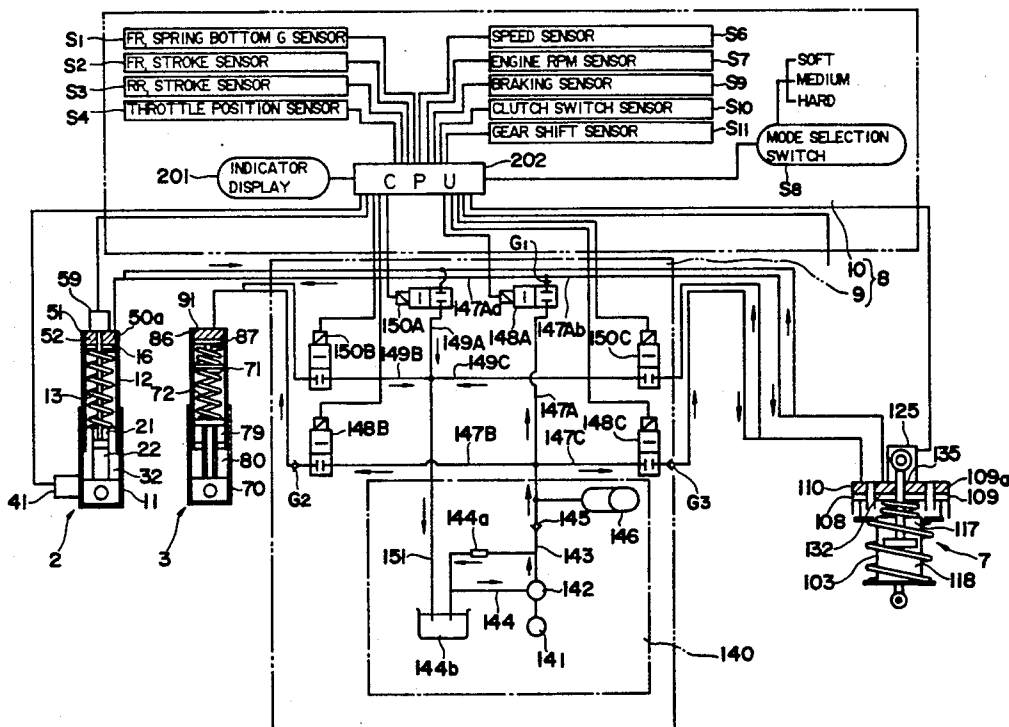 S1 FR, SPRING BOTTOM G SENSOR
S2 FR, STROKE SENSOR
S3 RR, STROKE SENSOR
S4 THROTTLE POSITION SENSOR
SPEED SENSOR S6
ENGINE RPM SENSOR S7
BRAKING SENSOR S9
CLUTCH SWITCH SENSOR S10
GEAR SHIFT SENSOR S11
SOFT
MEDIUM
HARD
MODE SELECTION
SWITCH
S8
201 INDICATOR
DISPLAY
CPU 202
10
9
8
G1
59
51
52
50a
16
12
13
21
22
32
11
41
2
91
86
87
71
72
79
80
70
3
147Aa
150A
148A
147Ab
149A
150B
149B
149C
150C
147A
148B
147B
147C
148C
G2
G3
144a
145
146
143
151
142
144
144b
141
140
125
135
110
109a
108
109
132
117
7
103
118